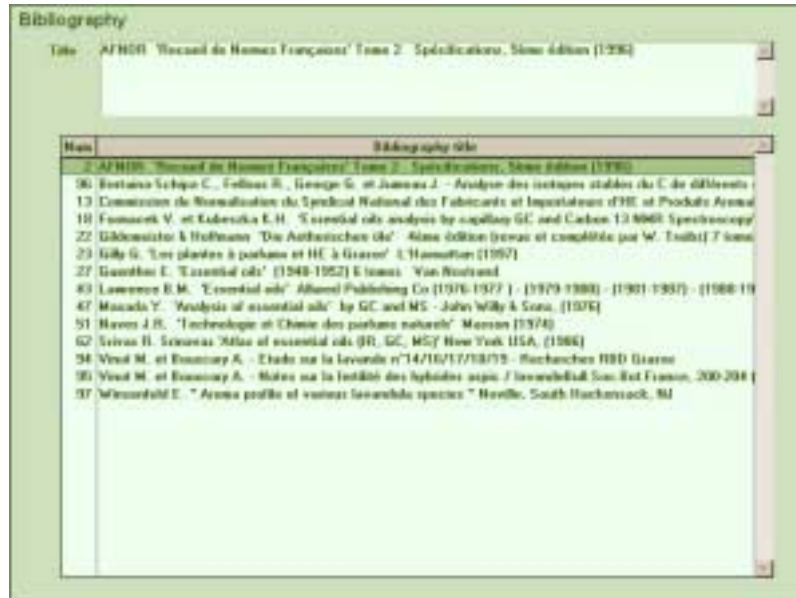 Bibliography
Title AFNOR "Recueil de Normes Françaises" Tome 2 Spécifications, 5ème édition (1996)
Num Bibliography title
2 AFNOR "Recueil de Normes Françaises" Tome 2 Spécifications, 5ème édition (1996)
96 C., Fellous R., George G. et J. - Analyse des isotopes stables du C de différents
13 Commission de Normalisation du Syndicat National des Fabricants et Importateurs d'HE et Produits Aromat
18 Formacek V. et Kubeczka K.H. "Essential oils analysis by capillary GC and Carbon 13 NMR Spectroscopy"
22 Gildemeister & Hoffmann "Die Aetherischen öle" 4ème édition (revue et complétée par W. Treibs) 7 tomes
23 Gilly G. "Les plantes à parfums et HE à Grasse" L'Harmattan (1997)
27 Guenther E. "Essential oils" (1948-1952) 6 tomes Van Nostrand
43 Lawrence B.M. "Essential oils" Allured Publishing Co (1976-1977) - (1979-1980) - (1981-1987) - (1988-19
47 Masada Y. "Analysis of essential oils" by GC and MS - John Willy & Sons, (1976)
51 Naves J.R. "Technologie et Chimie des parfums naturels" Masson (1974)
62 R. "Atlas of essential oils (IR, GC, MS)" New York USA, (1986)
94 Vinot M. et Bouscary A. - Etude sur la lavande n°14/16/17/18/19 - Recherches RBD Grasse
95 Vinot M. et Bouscary A. - Notes sur la fertilité des hybrides aspic / lavande Bull Soc Bot France, 200-204
97 E. " Aroma profile of various lavandula species " Noville, South Hackensack, NJ